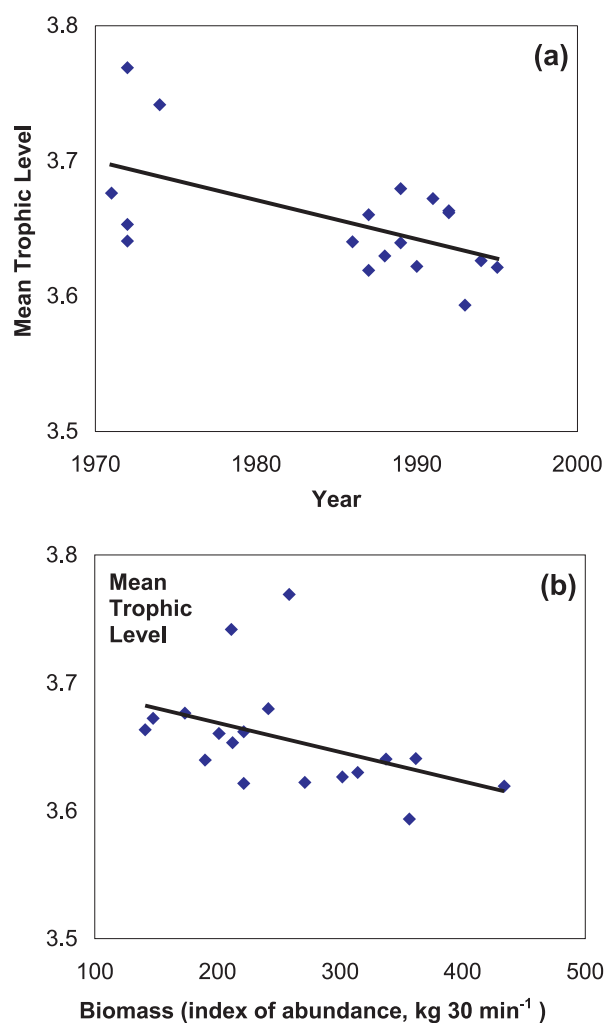 3.8
(a)
3.7
Mean Trophic Level
3.6
3.5
1970 1980 1990 2000
Year
3.8
Mean
Trophic
Level
(b)
3.7
3.6
3.5
100 200 300 400 500
Biomass (index of abundance, kg 30 min⁻¹ )